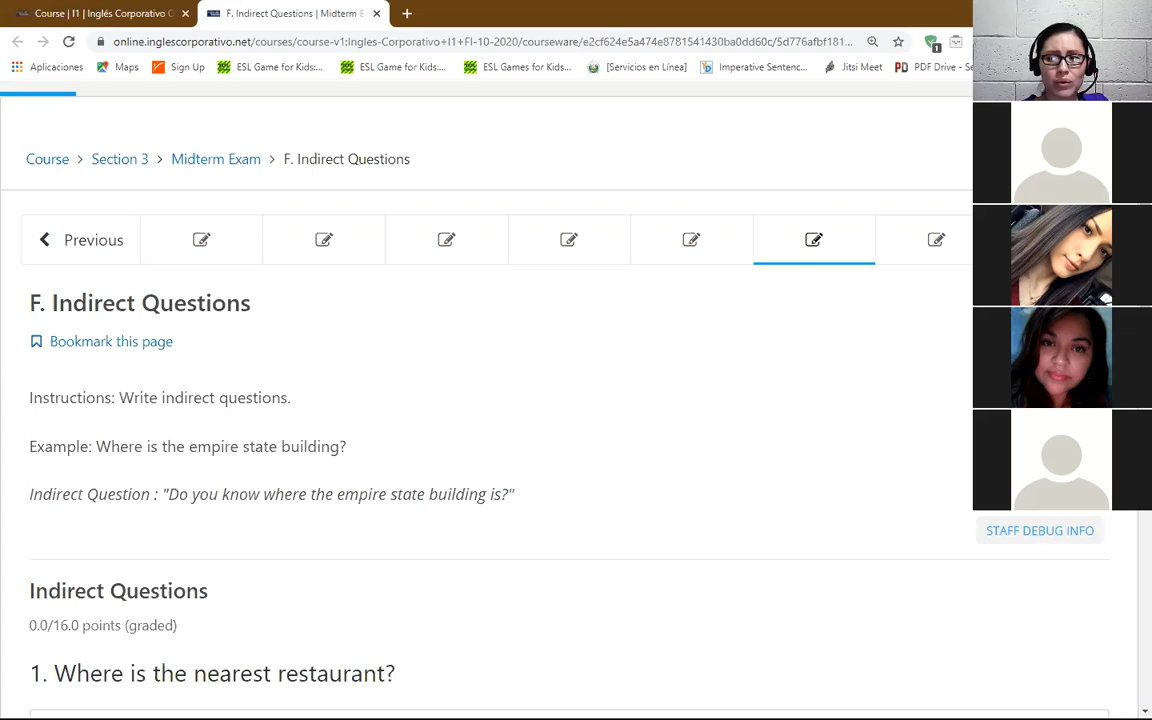 Course | I1 | Inglés Corporativo
F. Indirect Questions | Midterm
online.inglescorporativo.net/courses/course-v1:Ingles-Corporativo+I1+FI-10-2020/courseware/e2cf624e5a474e8781541430ba0dd60c/5d776afbf181...
Aplicaciones Maps Sign Up ESL Game for Kids:... ESL Game for Kids:... ESL Games for Kids... [Servicios en Línea] Imperative Sentenc... Jitsi Meet PDF Drive - Se
Course > Section 3 > Midterm Exam > F. Indirect Questions
Previous
F. Indirect Questions
Bookmark this page
Instructions: Write indirect questions.
Example: Where is the empire state building?
Indirect Question : "Do you know where the empire state building is?"
STAFF DEBUG INFO
Indirect Questions
0.0/16.0 points (graded)
1. Where is the nearest restaurant?